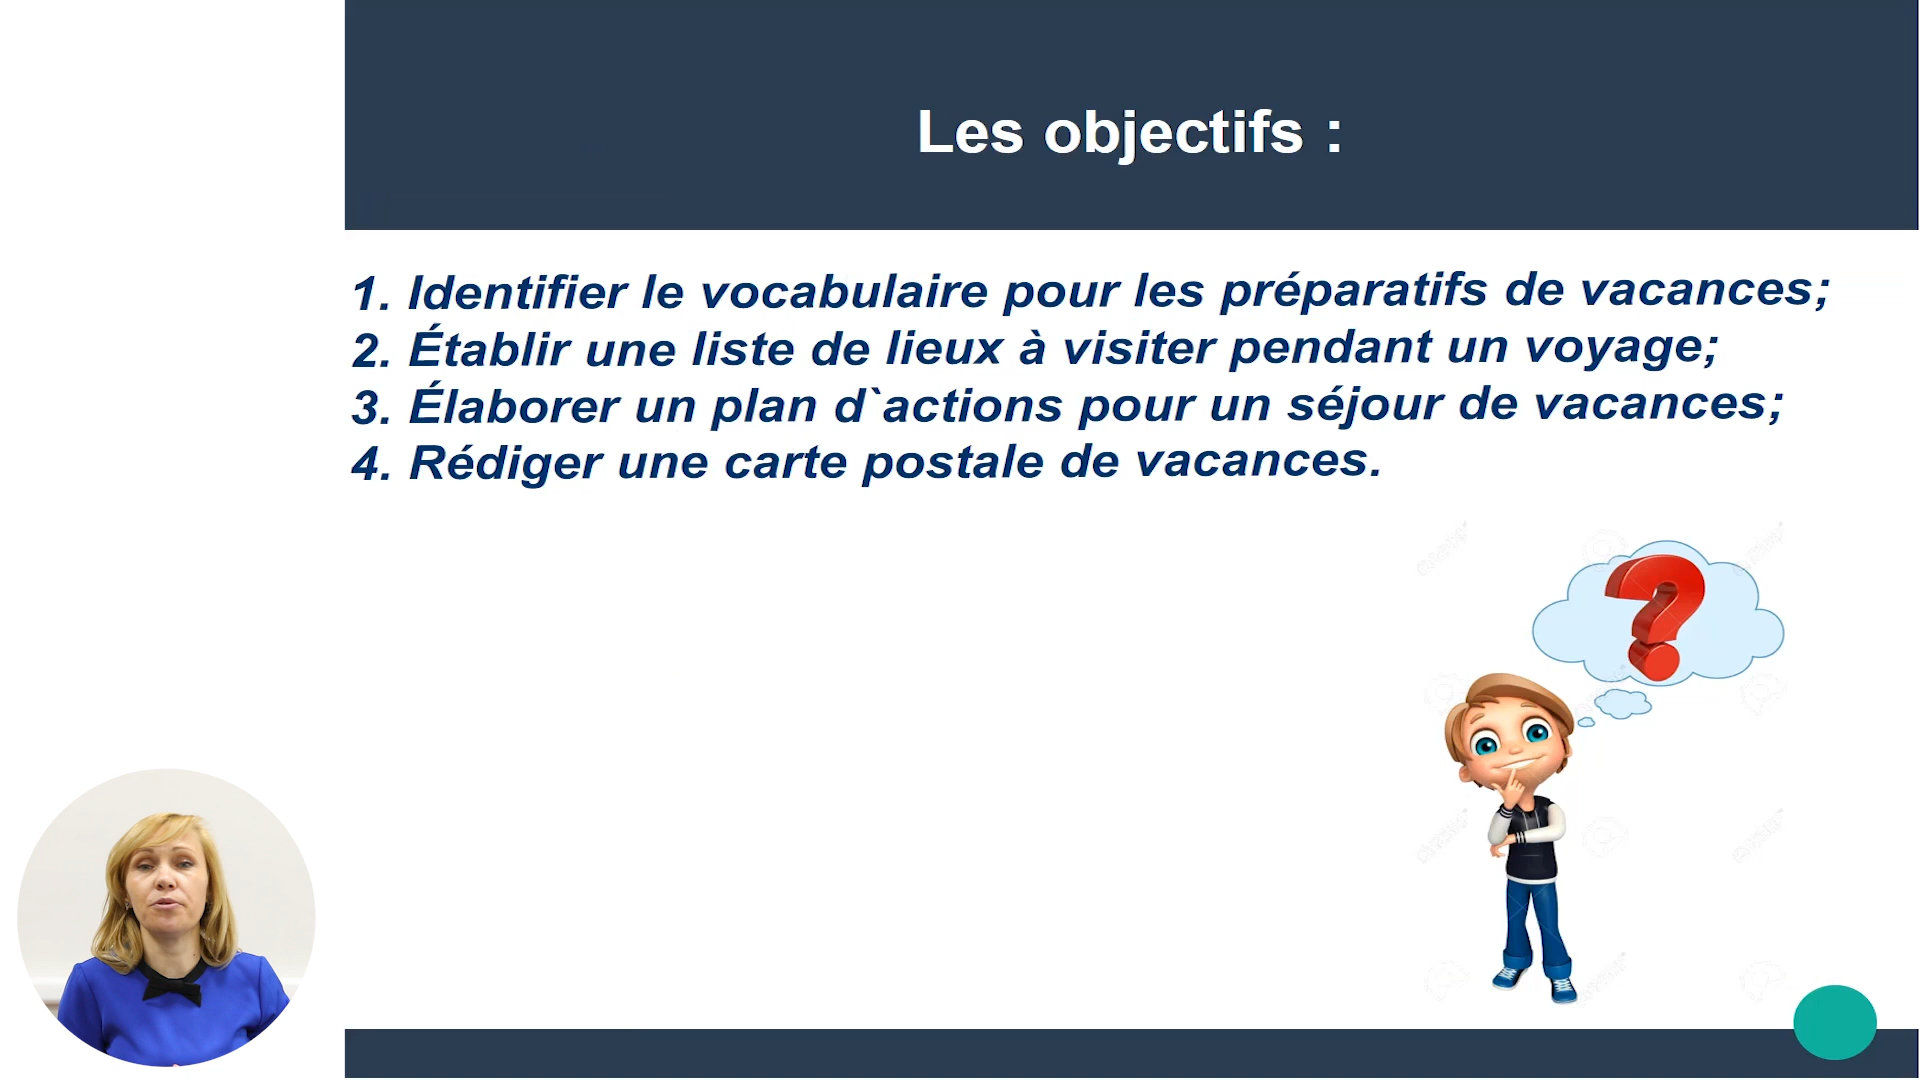 Les objectifs :
1. Identifier le vocabulaire pour les préparatifs de vacances;
2. Établir une liste de lieux à visiter pendant un voyage;
3. Élaborer un plan d`actions pour un séjour de vacances;
4. Rédiger une carte postale de vacances.